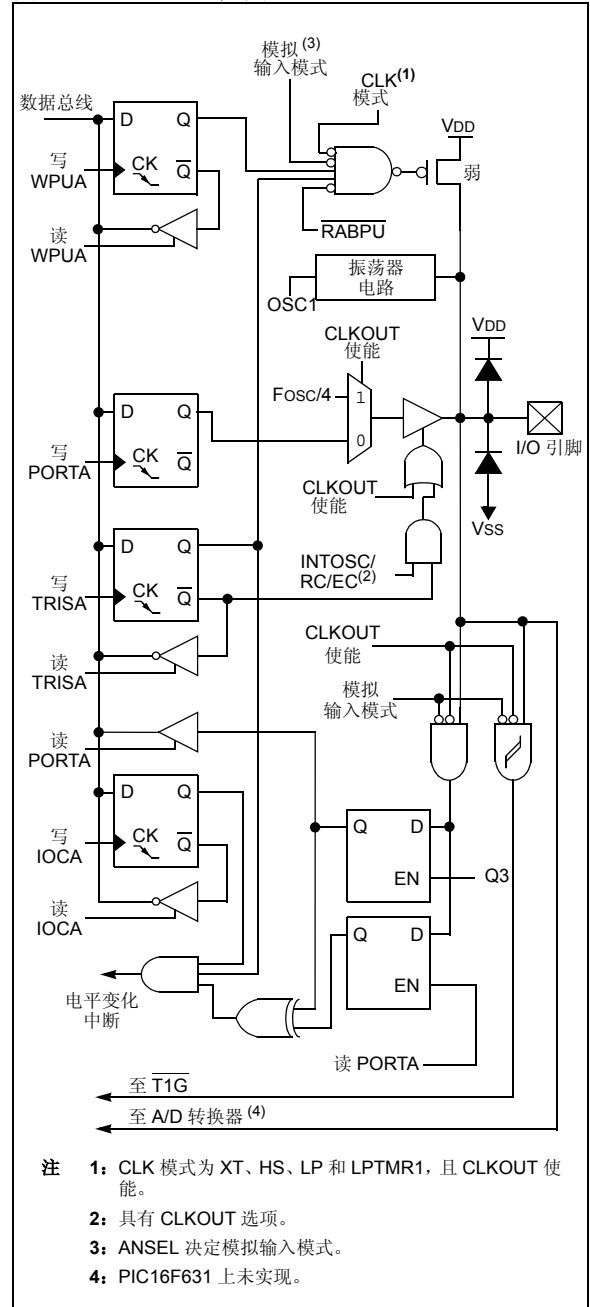 模拟 (3)
输入模式
CLK(1)
模式
数据总线
D Q
VDD
写
WPUA
CK Q
弱
读
WPUA
RABPU
振荡器
电路
OSC1
CLKOUT
使能
VDD
FOSC/4
1
D Q
0
I/O 引脚
写
PORTA
CK Q
CLKOUT
使能
VSS
D Q
INTOSC/
RC/EC(2)
写
TRISA
CK Q
CLKOUT
使能
读
TRISA
模拟
输入模式
读
PORTA
D Q
Q D
写
IOCA
CK Q
EN
Q3
读
IOCA
Q D
EN
电平变化
中断
读 PORTA
至 T1G
至 A/D 转换器 (4)
注 1: CLK 模式为 XT、HS、LP 和 LPTMR1，且 CLKOUT 使
能。
2: 具有 CLKOUT 选项。
3: ANSEL 决定模拟输入模式。
4: PIC16F631 上未实现。